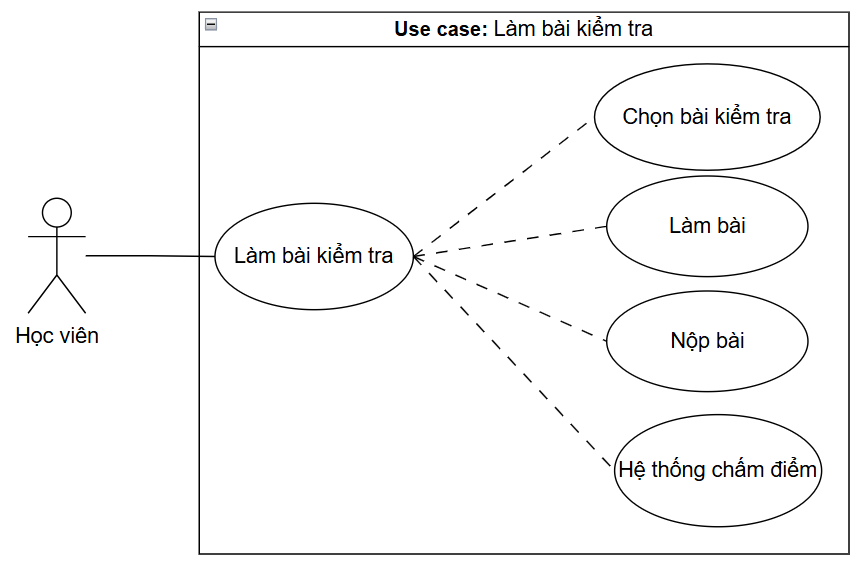 Use case: Làm bài kiểm tra
Chọn bài kiểm tra
Làm bài
Làm bài kiểm tra
Học viên
Nộp bài
Hệ thống chấm điểm